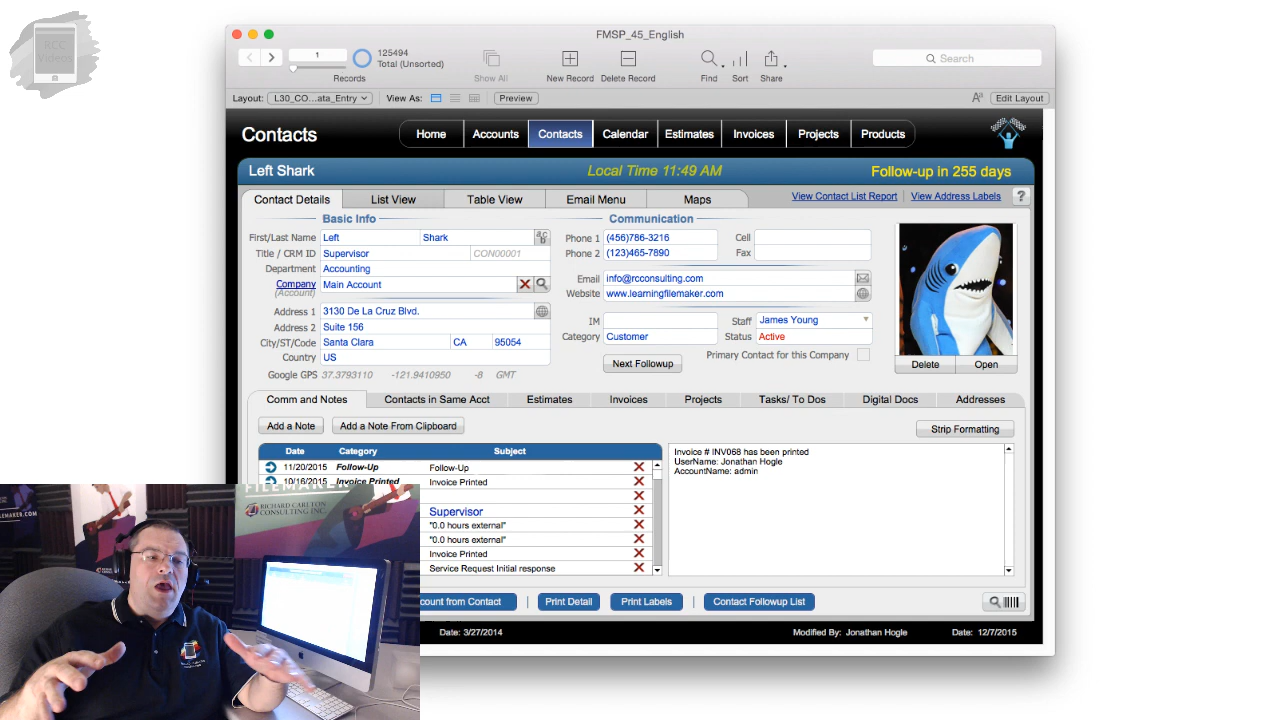 RCC
Videos
FMSP_45_English
1
125494
Total (Unsorted)
Records
Show All
New Record
Delete Record
Find
Sort
Share
Search
Layout:
L30_CO...ata_Entry
View As:
Preview
Aa
Edit Layout
Contacts
Home
Accounts
Contacts
Calendar
Estimates
Invoices
Projects
Products
Left Shark
Local Time 11:49 AM
Follow-up in 255 days
Contact Details
List View
Table View
Email Menu
Maps
View Contact List Report
View Address Labels
?
Basic Info
First/Last Name Left Shark
Title / CRM ID Supervisor CON00001
Department Accounting
Company Main Account
(Account)
Address 1 3130 De La Cruz Blvd.
Address 2 Suite 156
City/ST/Code Santa Clara CA 95054
Country US
Google GPS 37.3793110 -121.9410950 -8 GMT
Communication
Phone 1 (456)786-3216 Cell
Phone 2 (123)465-7890 Fax
Email info@rcconsulting.com
Website www.learningfilemaker.com
IM Staff James Young
Category Customer Status Active
Next Followup
Primary Contact for this Company
Delete
Open
Comm and Notes
Contacts in Same Acct
Estimates
Invoices
Projects
Tasks/ To Dos
Digital Docs
Addresses
Add a Note
Add a Note From Clipboard
Strip Formatting
Date Category Subject
11/20/2015 Follow-Up Follow-Up
10/16/2015 Invoice Printed Invoice Printed
Supervisor
"0.0 hours external"
"0.0 hours external"
Invoice Printed
Service Request Initial response
Invoice # INV068 has been printed
UserName: Jonathan Hogle
AccountName: admin
count from Contact
Print Detail
Print Labels
Contact Followup List
Date: 3/27/2014
Modified By: Jonathan Hogle
Date: 12/7/2015
FILEMAKER
RICHARD CARLTON
CONSULTING INC.